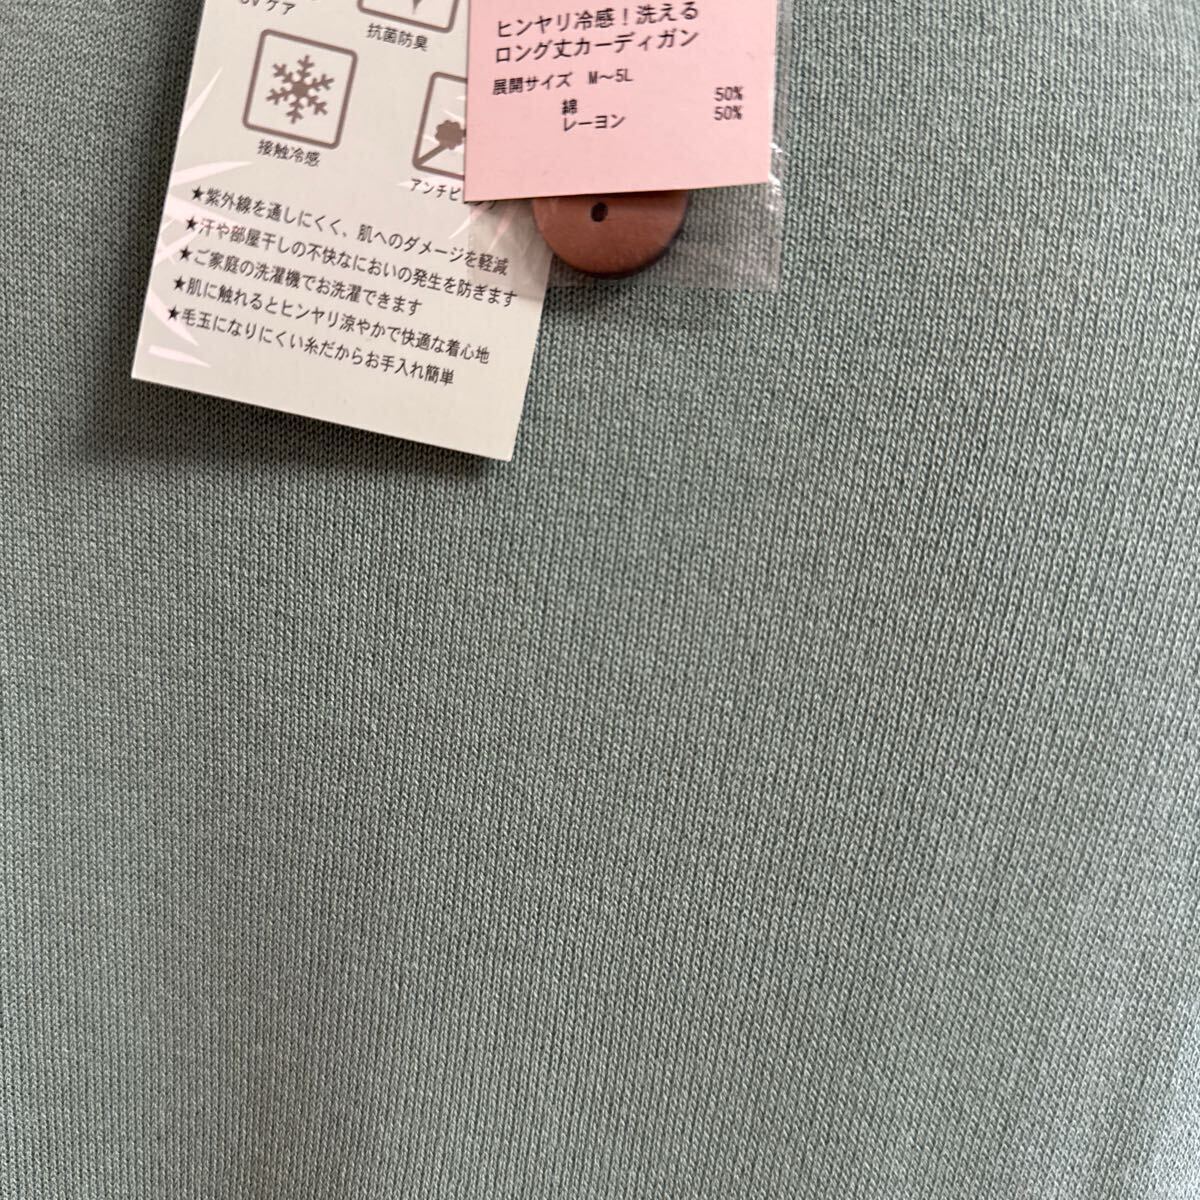 UVケア
抗菌防臭
接触冷感
アンチピ
★紫外線を通しにくく、肌へのダメージを軽減
★汗や部屋干しの不快なにおいの発生を防ぎます
★ご家庭の洗濯機でお洗濯できます
★肌に触れるとヒンヤリ涼やかで快適な着心地
★毛玉になりにくい糸だからお手入れ簡単
ヒンヤリ冷感！洗える
ロング丈カーディガン
展開サイズ M～5L
綿 50%
レーヨン 50%